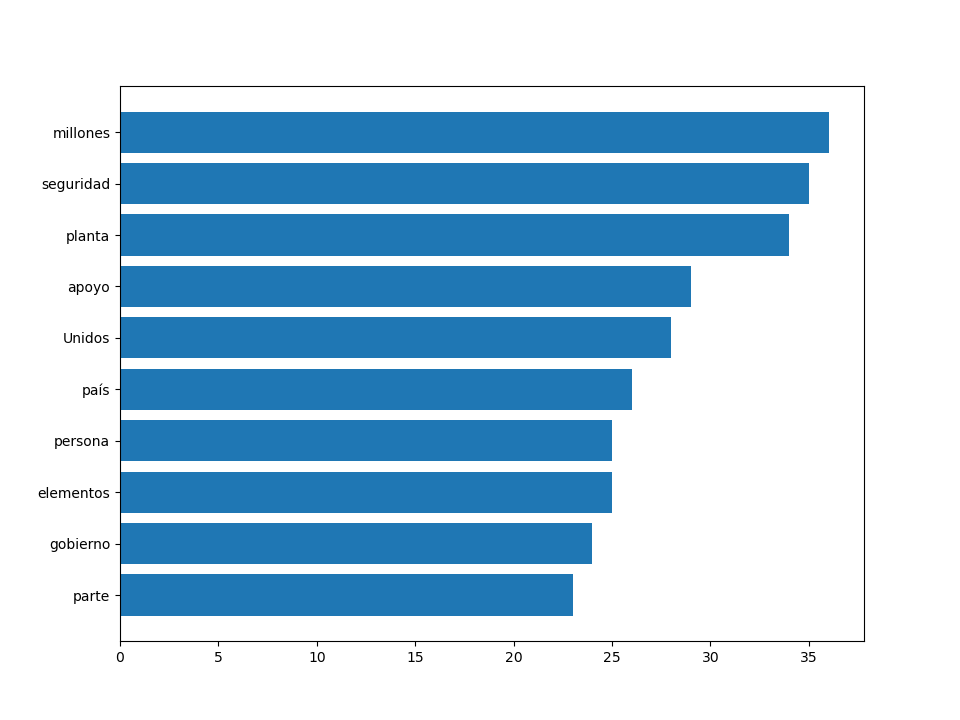 millones
seguridad
planta
apoyo
Unidos
país
persona
elementos
gobierno
parte
0 5 10 15 20 25 30 35